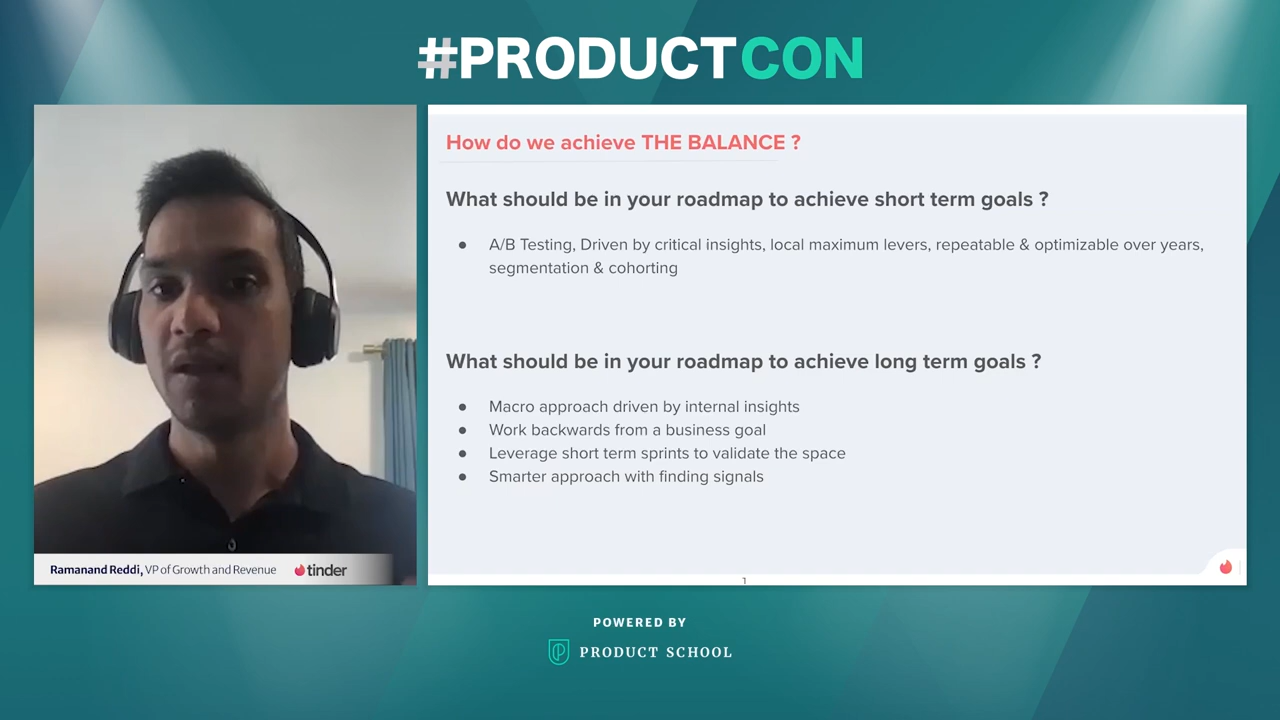 #PRODUCTCON
How do we achieve THE BALANCE ?
What should be in your roadmap to achieve short term goals ?
● A/B Testing, Driven by critical insights, local maximum levers, repeatable & optimizable over years,
segmentation & cohorting
What should be in your roadmap to achieve long term goals ?
● Macro approach driven by internal insights
● Work backwards from a business goal
● Leverage short term sprints to validate the space
● Smarter approach with finding signals
Ramanand Reddi, VP of Growth and Revenue tinder
1
POWERED BY
PRODUCT SCHOOL